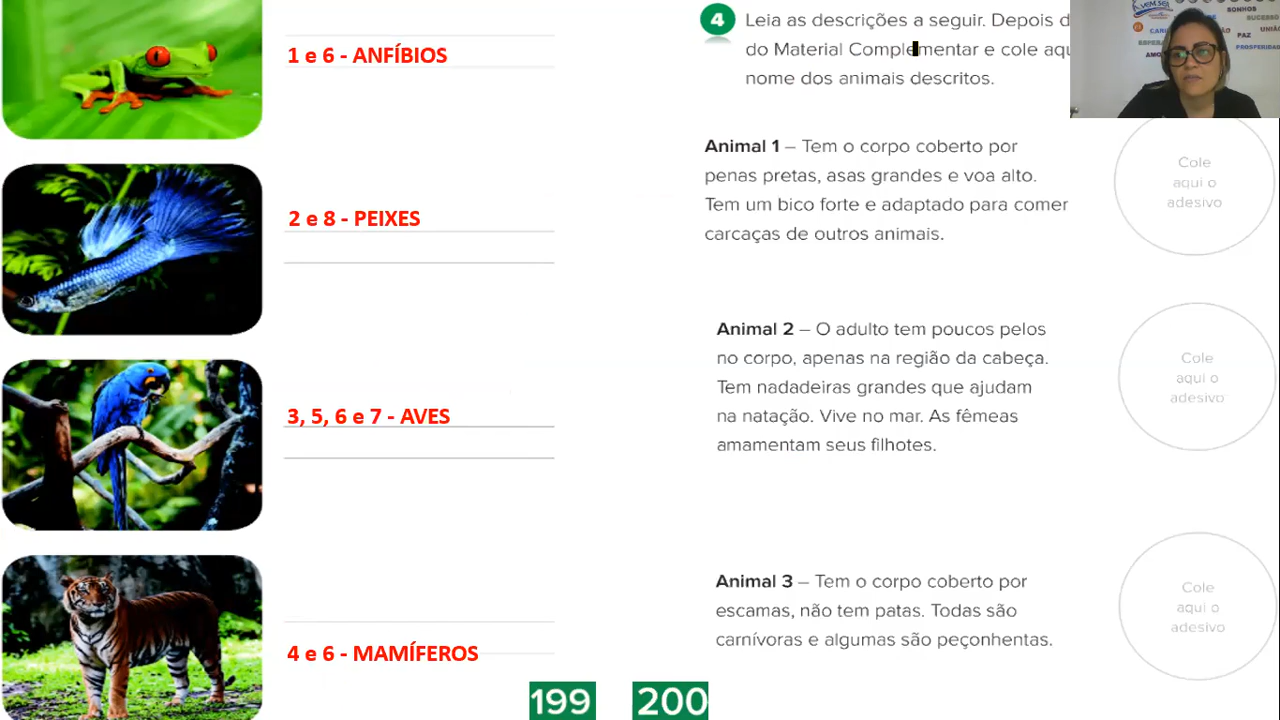 1 e 6 - ANFÍBIOS
2 e 8 - PEIXES
3, 5, 6 e 7 - AVES
4 e 6 - MAMÍFEROS
199
4 Leia as descrições a seguir. Depois d
do Material Complementar e cole aqu
nome dos animais descritos.
Animal 1 – Tem o corpo coberto por
penas pretas, asas grandes e voa alto.
Tem um bico forte e adaptado para comer
carcaças de outros animais.
Cole
aqui o
adesivo
Animal 2 – O adulto tem poucos pelos
no corpo, apenas na região da cabeça.
Tem nadadeiras grandes que ajudam
na natação. Vive no mar. As fêmeas
amamentam seus filhotes.
Cole
aqui o
adesivo
Animal 3 – Tem o corpo coberto por
escamas, não tem patas. Todas são
carnívoras e algumas são peçonhentas.
Cole
aqui o
adesivo
200
SONHOS
SUCESSO
PAZ
PROSPERIDAD